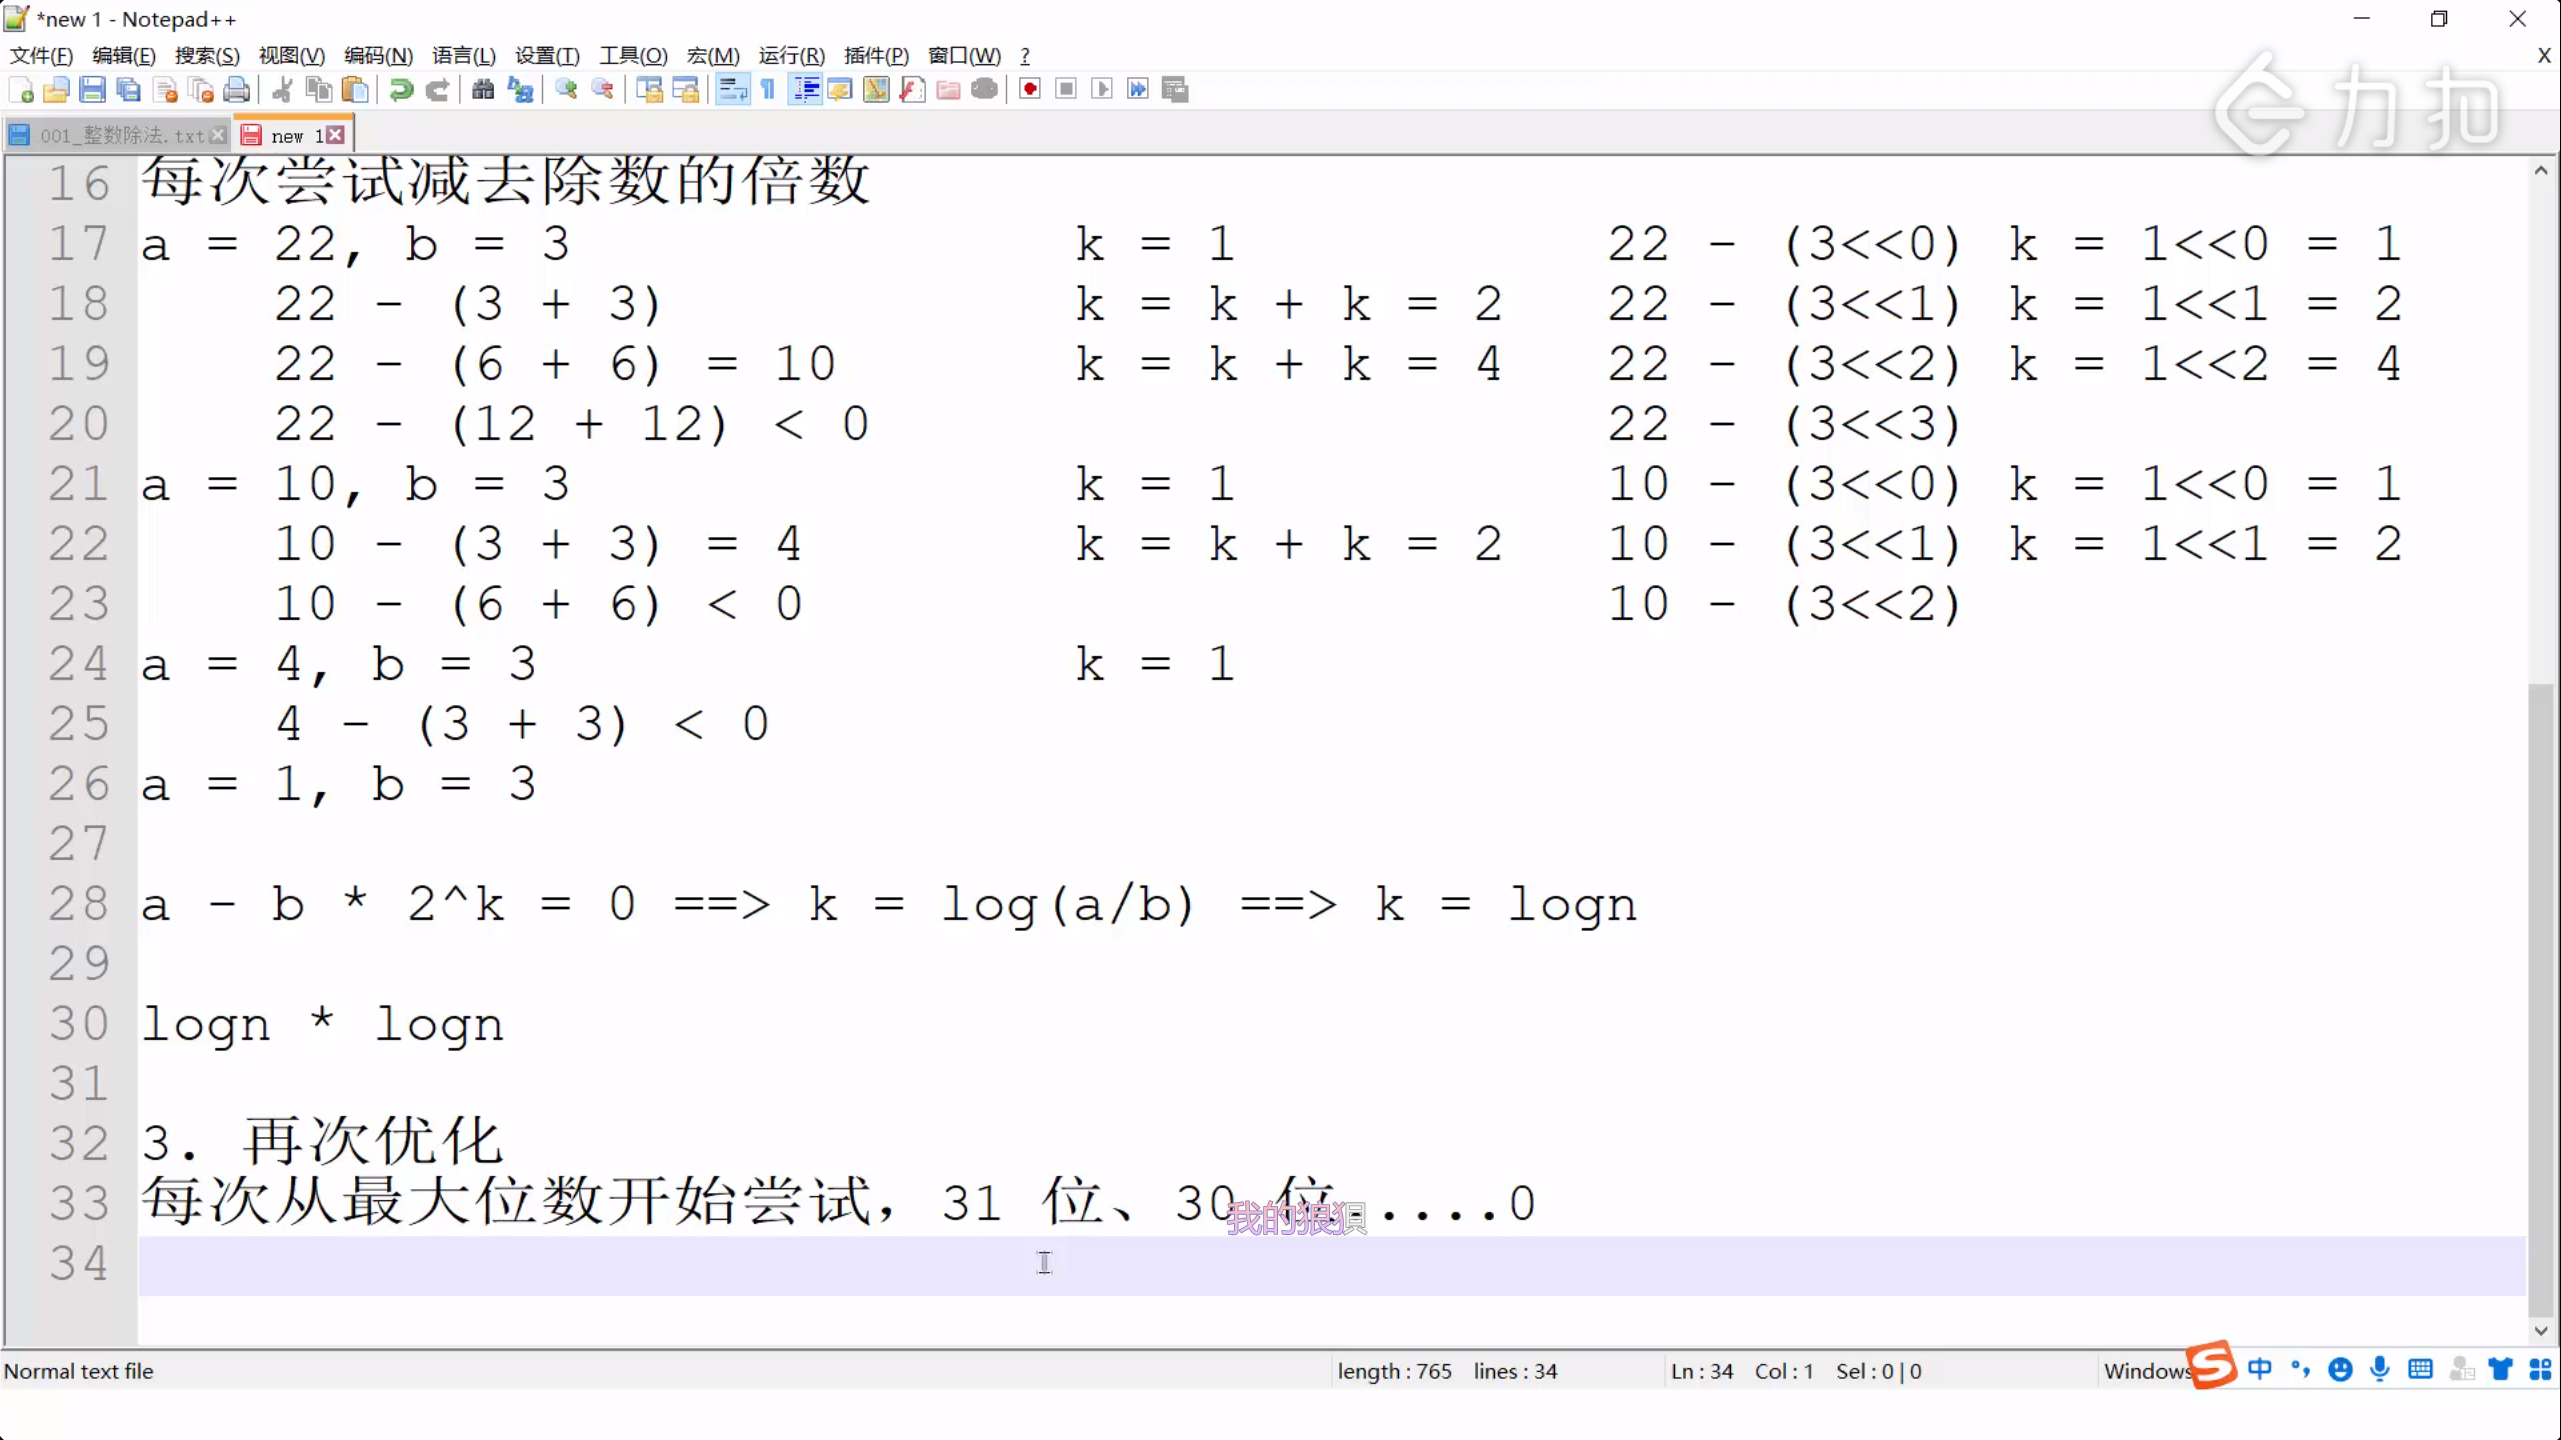 *new 1 - Notepad++
文件(F) 编辑(E) 搜索(S) 视图(V) 编码(N) 语言(L) 设置(T) 工具(O) 宏(M) 运行(R) 插件(P) 窗口(W) ? X
力扣
001_整数除法.txt new 1
16 每次尝试减去除数的倍数
17 a = 22, b = 3 k = 1 22 - (3<<0) k = 1<<0 = 1
18 22 - (3 + 3) k = k + k = 2 22 - (3<<1) k = 1<<1 = 2
19 22 - (6 + 6) = 10 k = k + k = 4 22 - (3<<2) k = 1<<2 = 4
20 22 - (12 + 12) < 0 22 - (3<<3)
21 a = 10, b = 3 k = 1 10 - (3<<0) k = 1<<0 = 1
22 10 - (3 + 3) = 4 k = k + k = 2 10 - (3<<1) k = 1<<1 = 2
23 10 - (6 + 6) < 0 10 - (3<<2)
24 a = 4, b = 3 k = 1
25 4 - (3 + 3) < 0
26 a = 1, b = 3
27
28 a - b * 2^k = 0 ==> k = log(a/b) ==> k = logn
29
30 logn * logn
31
32 3. 再次优化
33 每次从最大位数开始尝试, 31 位、30 位.....0
我的狼狈
34
Normal text file length : 765 lines : 34 Ln : 34 Col : 1 Sel : 0 | 0 Windows 中